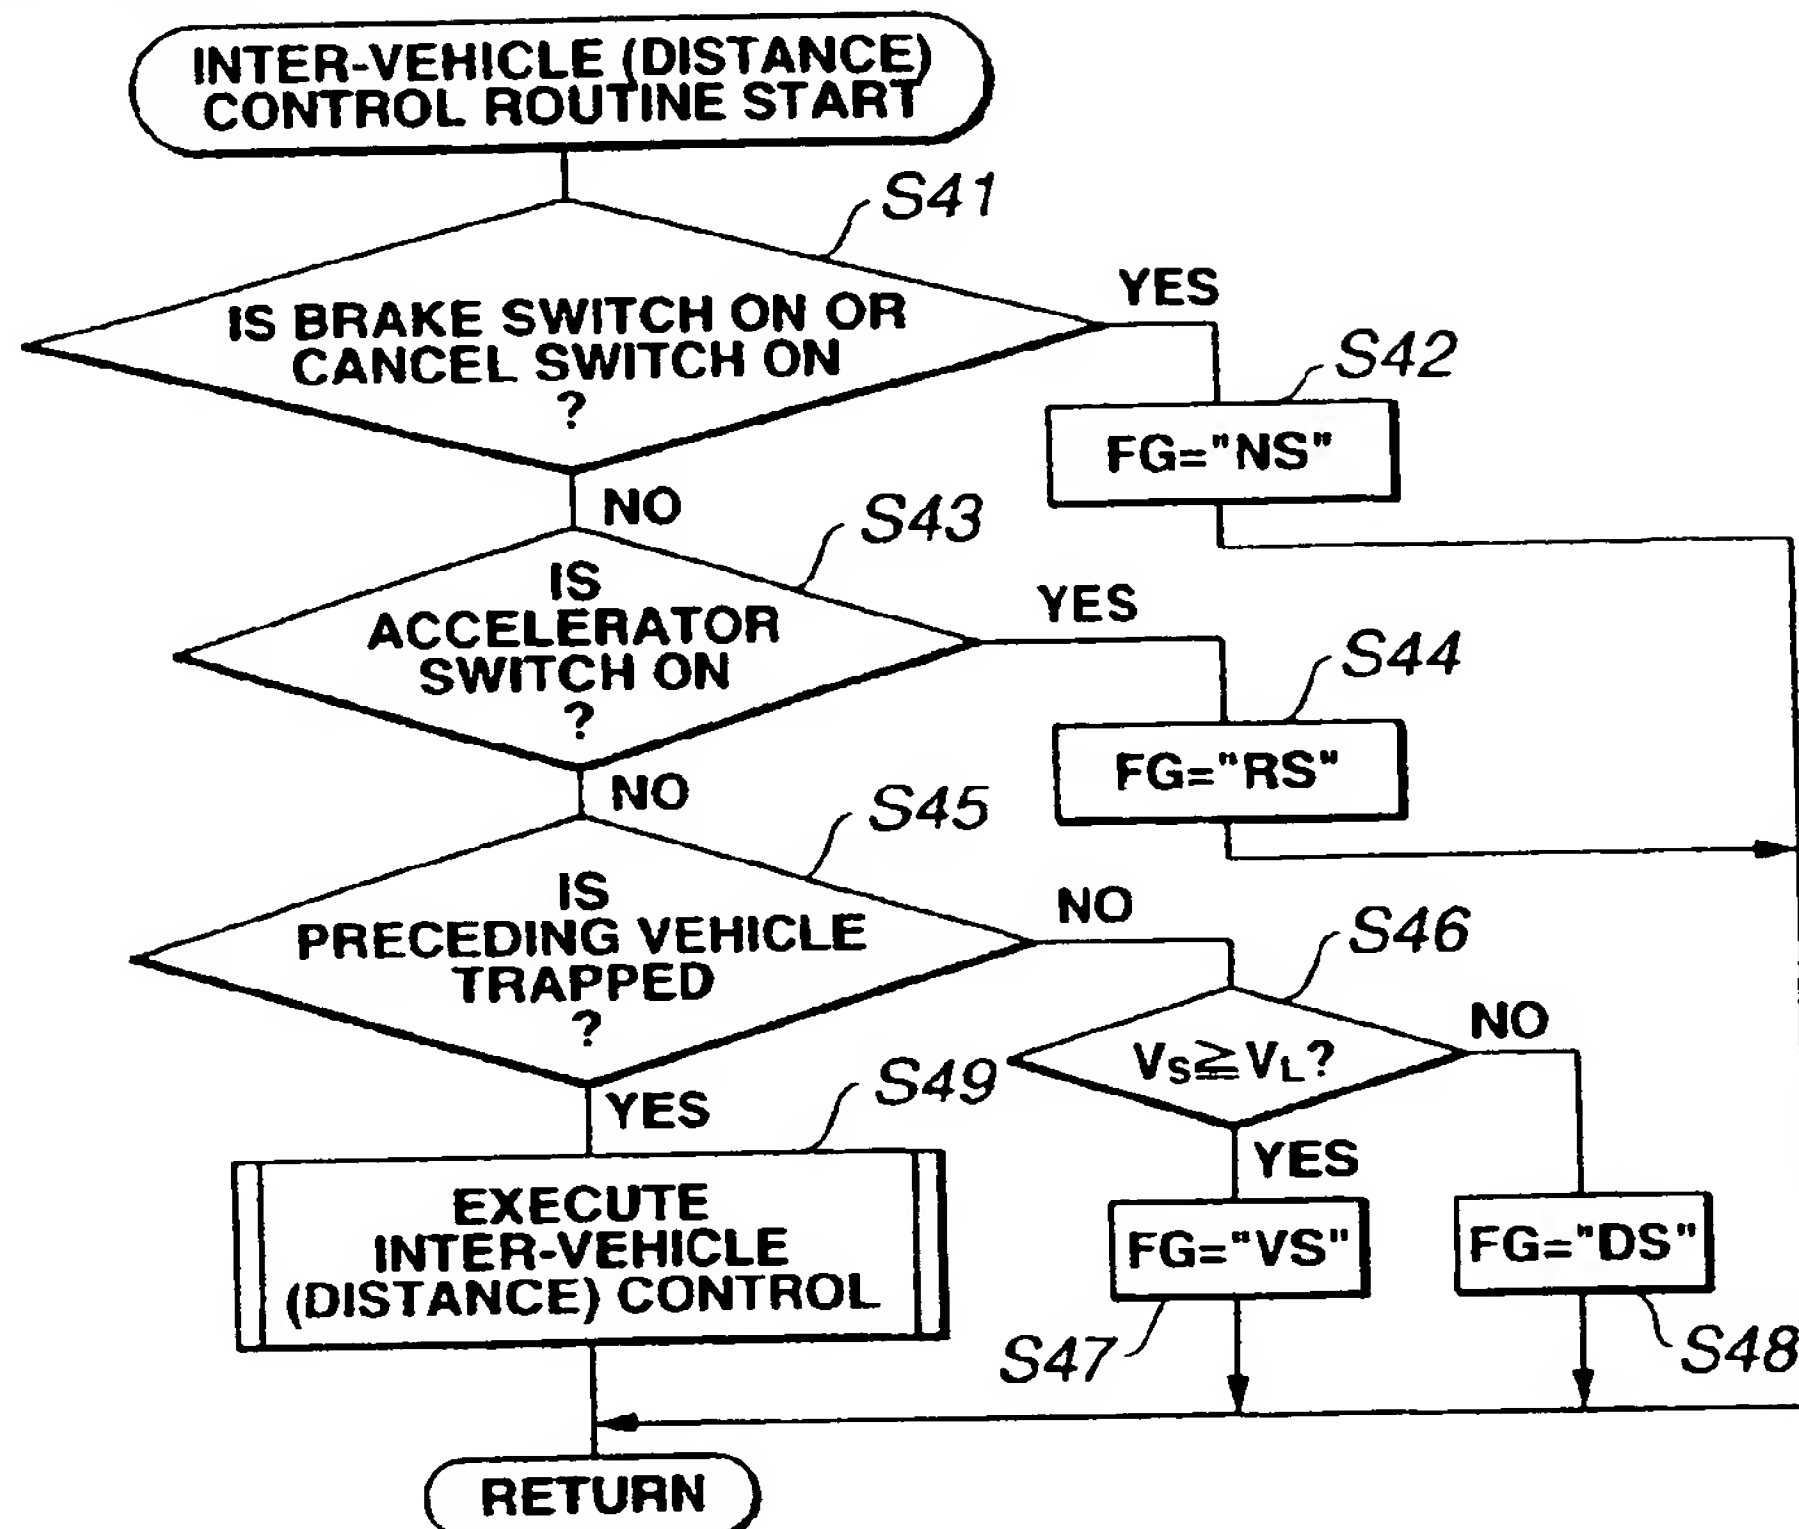 INTER-VEHICLE (DISTANCE)
CONTROL ROUTINE START
S41
IS BRAKE SWITCH ON OR
CANCEL SWITCH ON
?
YES
S42
FG="NS"
NO
S43
IS
ACCELERATOR
SWITCH ON
?
YES
S44
FG="RS"
NO
S45
IS
PRECEDING VEHICLE
TRAPPED
?
NO
S46
VS≧VL?
NO
YES
S49
EXECUTE
INTER-VEHICLE
(DISTANCE) CONTROL
YES
FG="VS"
S47
FG="DS"
S48
RETURN